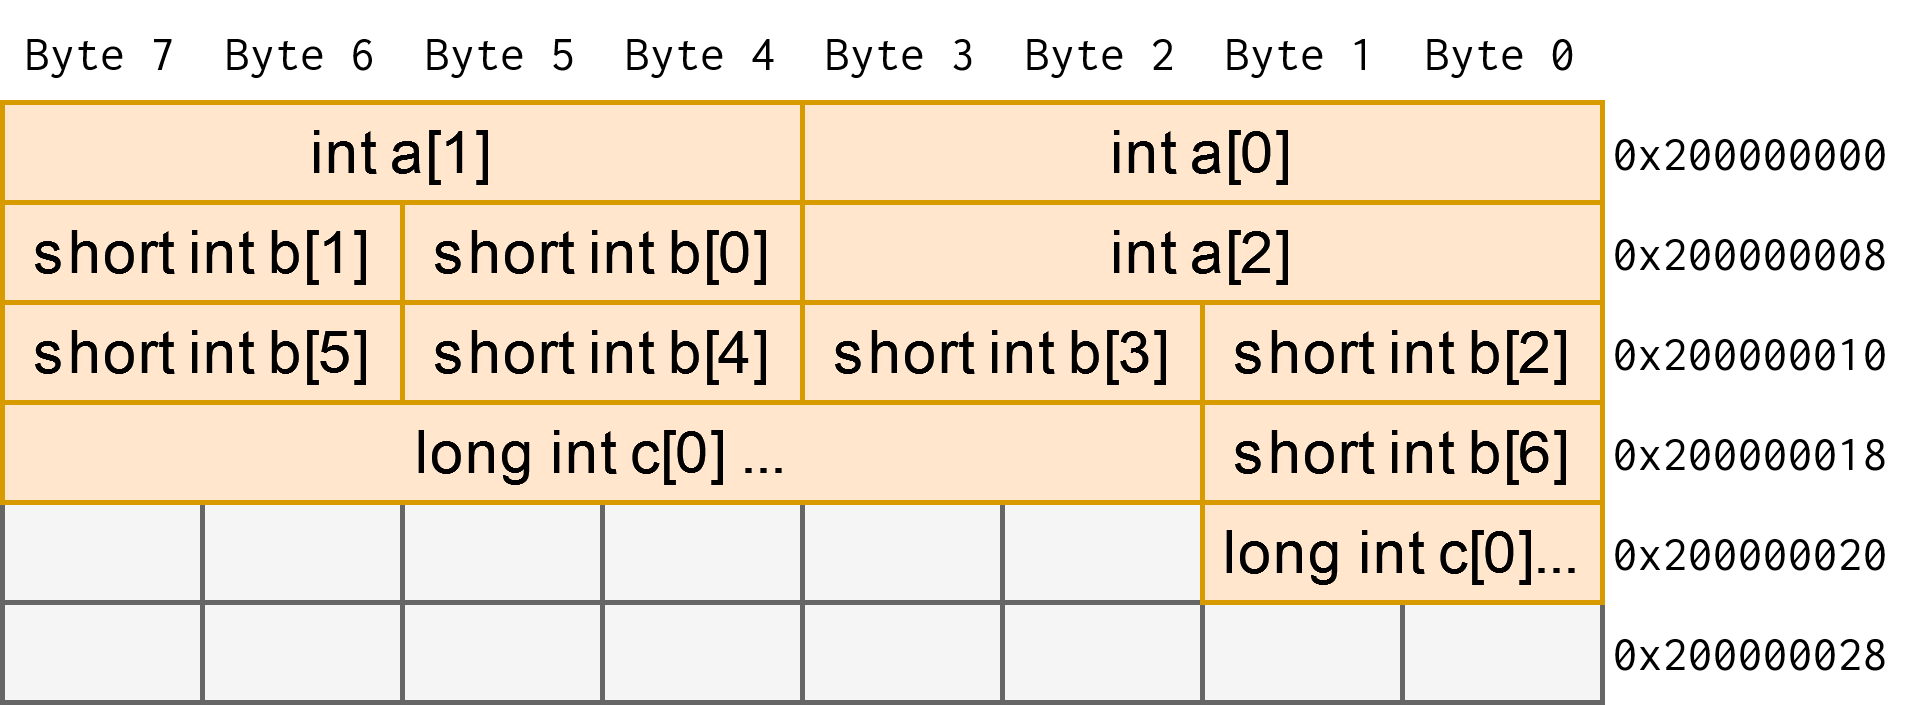 Byte 7 Byte 6 Byte 5 Byte 4 Byte 3 Byte 2 Byte 1 Byte 0
int a[1] int a[0] 0x200000000
short int b[1] short int b[0] int a[2] 0x200000008
short int b[5] short int b[4] short int b[3] short int b[2] 0x200000010
long int c[0] ... short int b[6] 0x200000018
long int c[0]... 0x200000020
0x200000028